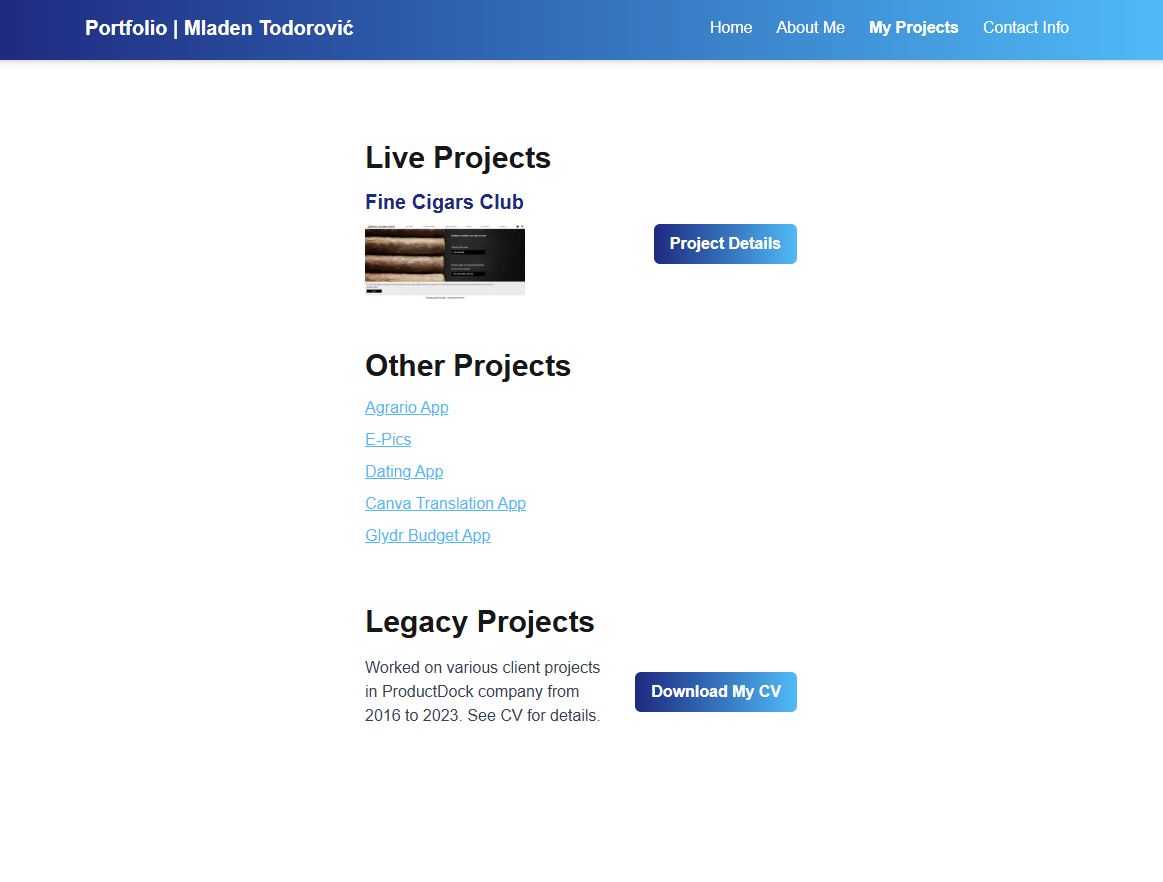 Portfolio | Mladen Todorović
Home About Me My Projects Contact Info
Live Projects
Fine Cigars Club
Project Details
Other Projects
Agrario App
E-Pics
Dating App
Canva Translation App
Glydr Budget App
Legacy Projects
Worked on various client projects
in ProductDock company from
2016 to 2023. See CV for details.
Download My CV